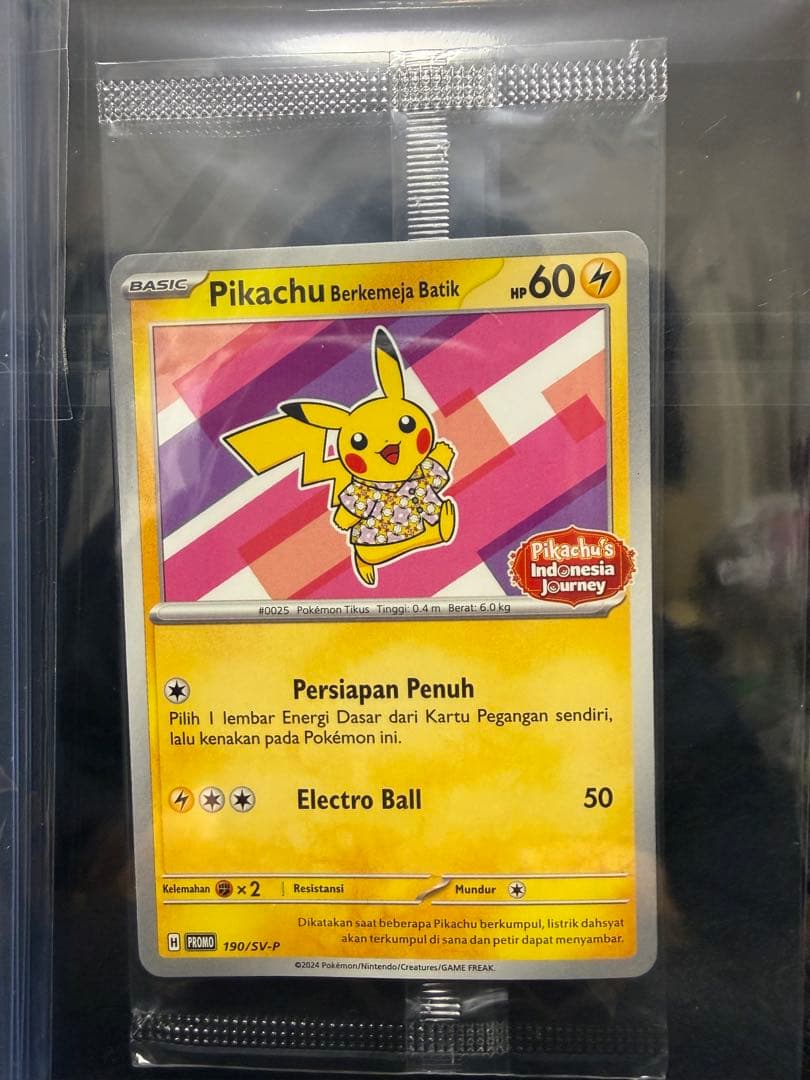 BASIC
Pikachu Berkemeja Batik
HP 60
Pikachu's
Indonesia
Journey
#0025 Pokémon Tikus Tinggi: 0.4 m Berat: 6.0 kg
Persiapan Penuh
Pilih 1 lembar Energi Dasar dari Kartu Pegangan sendiri,
lalu kenakan pada Pokémon ini.
Electro Ball 50
Kelemahan ×2 Resistansi Mundur
Dikatakan saat beberapa Pikachu berkumpul, listrik dahsyat
akan terkumpul di sana dan petir dapat menyambar.
H PROMO 190/SV-P
©2024 Pokémon/Nintendo/Creatures/GAME FREAK.